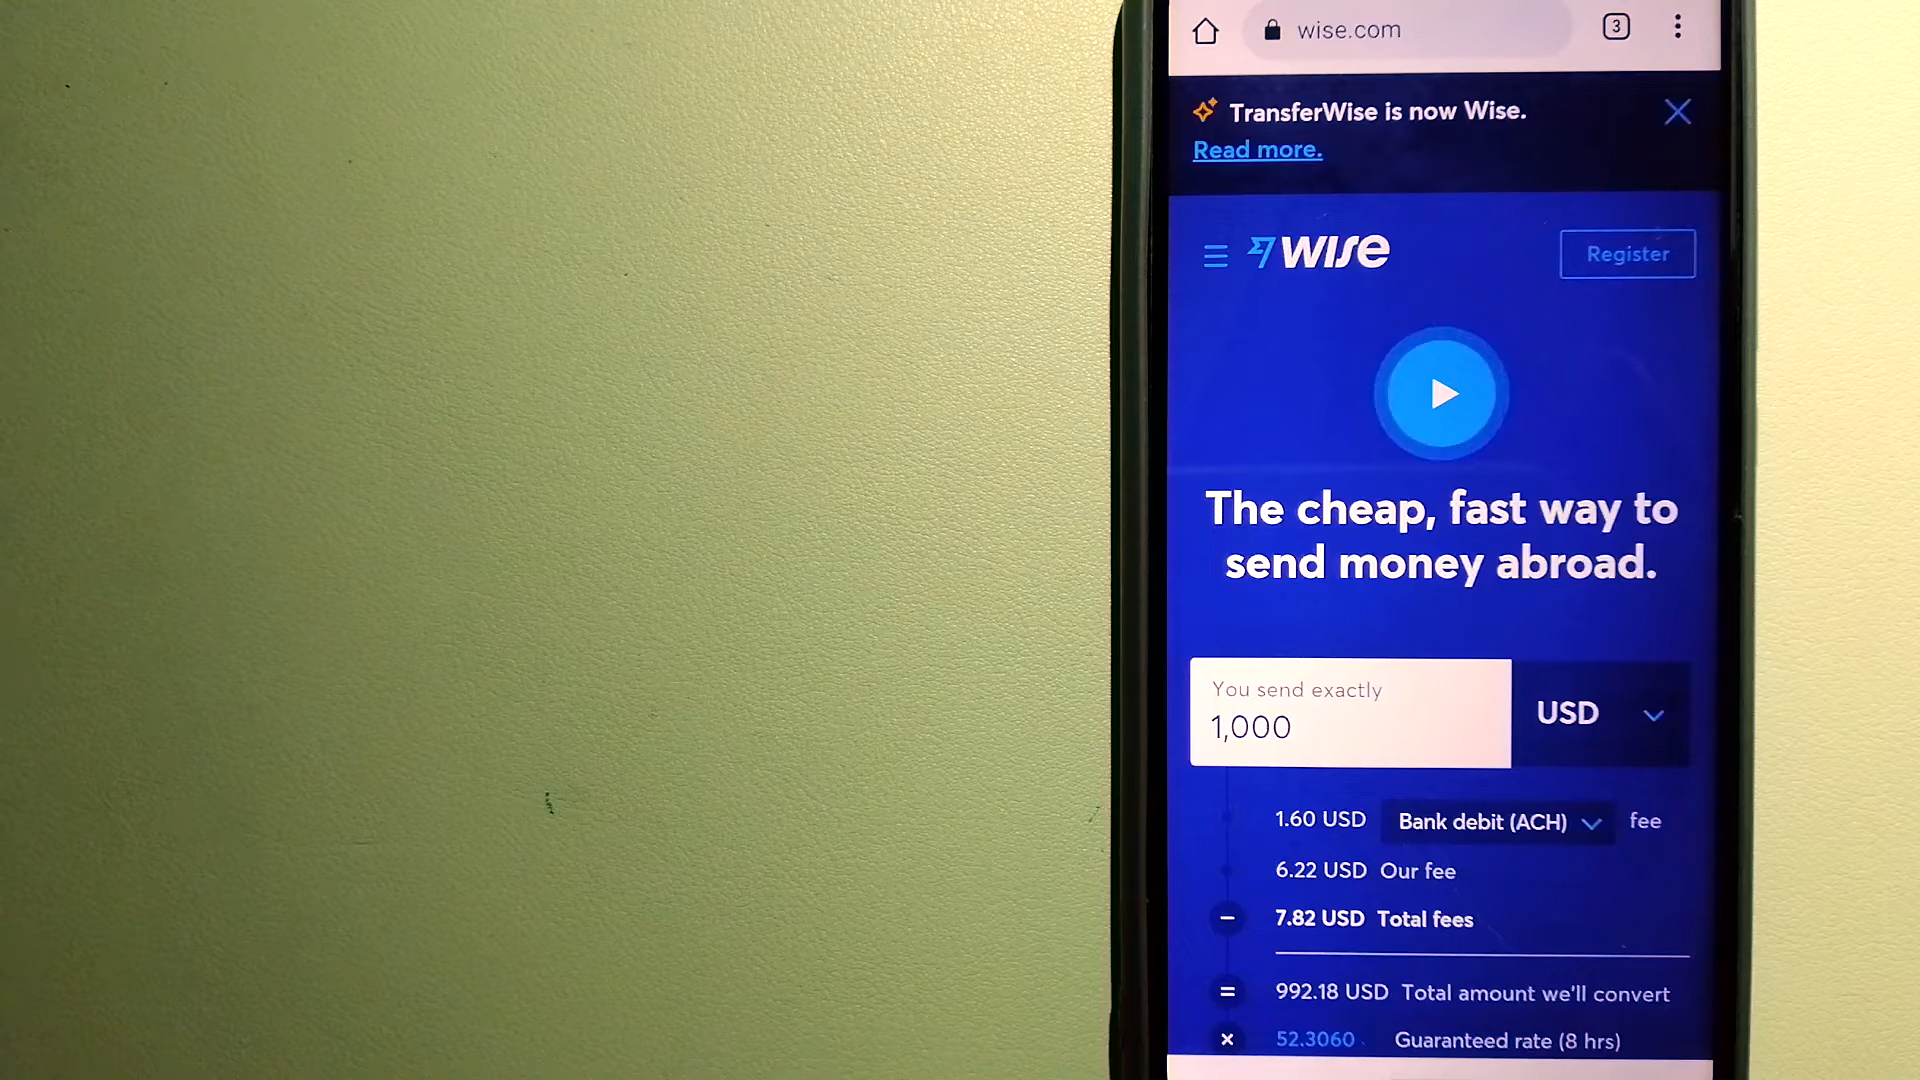 wise.com
3
TransferWise is now Wise.
Read more.
wise
Register
The cheap, fast way to
send money abroad.
You send exactly
1,000
USD
1.60 USD Bank debit (ACH) fee
6.22 USD Our fee
− 7.82 USD Total fees
= 992.18 USD Total amount we'll convert
× 52.3060 Guaranteed rate (8 hrs)